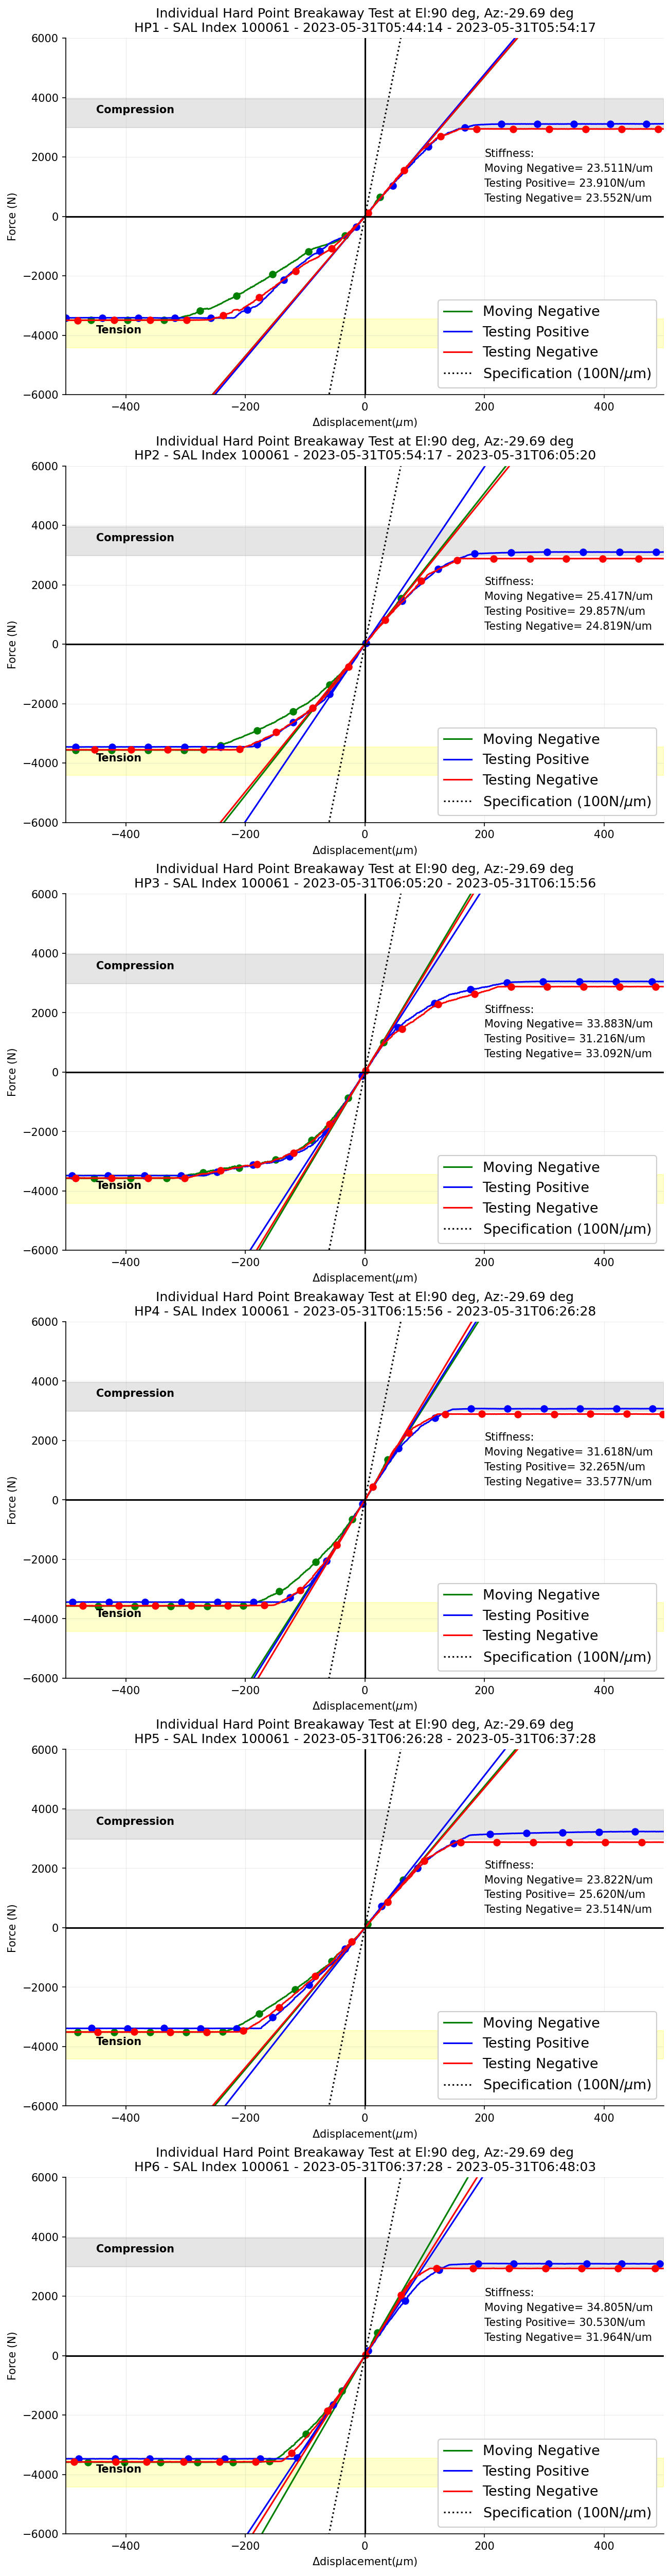 Individual Hard Point Breakaway Test at El:90 deg, Az:-29.69 deg
HP1 - SAL Index 100061 - 2023-05-31T05:44:14 - 2023-05-31T05:54:17
6000
4000
2000
0
−2000
−4000
−6000
Force (N)
Compression
Tension
Stiffness:
Moving Negative= 23.511N/um
Testing Positive= 23.910N/um
Testing Negative= 23.552N/um
Moving Negative
Testing Positive
Testing Negative
Specification (100N/μm)
−400
−200
0
200
400
Δdisplacement(μm)
Individual Hard Point Breakaway Test at El:90 deg, Az:-29.69 deg
HP2 - SAL Index 100061 - 2023-05-31T05:54:17 - 2023-05-31T06:05:20
6000
4000
2000
0
−2000
−4000
−6000
Force (N)
Compression
Tension
Stiffness:
Moving Negative= 25.417N/um
Testing Positive= 29.857N/um
Testing Negative= 24.819N/um
Moving Negative
Testing Positive
Testing Negative
Specification (100N/μm)
−400
−200
0
200
400
Δdisplacement(μm)
Individual Hard Point Breakaway Test at El:90 deg, Az:-29.69 deg
HP3 - SAL Index 100061 - 2023-05-31T06:05:20 - 2023-05-31T06:15:56
6000
4000
2000
0
−2000
−4000
−6000
Force (N)
Compression
Tension
Stiffness:
Moving Negative= 33.883N/um
Testing Positive= 31.216N/um
Testing Negative= 33.092N/um
Moving Negative
Testing Positive
Testing Negative
Specification (100N/μm)
−400
−200
0
200
400
Δdisplacement(μm)
Individual Hard Point Breakaway Test at El:90 deg, Az:-29.69 deg
HP4 - SAL Index 100061 - 2023-05-31T06:15:56 - 2023-05-31T06:26:28
6000
4000
2000
0
−2000
−4000
−6000
Force (N)
Compression
Tension
Stiffness:
Moving Negative= 31.618N/um
Testing Positive= 32.265N/um
Testing Negative= 33.577N/um
Moving Negative
Testing Positive
Testing Negative
Specification (100N/μm)
−400
−200
0
200
400
Δdisplacement(μm)
Individual Hard Point Breakaway Test at El:90 deg, Az:-29.69 deg
HP5 - SAL Index 100061 - 2023-05-31T06:26:28 - 2023-05-31T06:37:28
6000
4000
2000
0
−2000
−4000
−6000
Force (N)
Compression
Tension
Stiffness:
Moving Negative= 23.822N/um
Testing Positive= 25.620N/um
Testing Negative= 23.514N/um
Moving Negative
Testing Positive
Testing Negative
Specification (100N/μm)
−400
−200
0
200
400
Δdisplacement(μm)
Individual Hard Point Breakaway Test at El:90 deg, Az:-29.69 deg
HP6 - SAL Index 100061 - 2023-05-31T06:37:28 - 2023-05-31T06:48:03
6000
4000
2000
0
−2000
−4000
−6000
Force (N)
Compression
Tension
Stiffness:
Moving Negative= 34.805N/um
Testing Positive= 30.530N/um
Testing Negative= 31.964N/um
Moving Negative
Testing Positive
Testing Negative
Specification (100N/μm)
−400
−200
0
200
400
Δdisplacement(μm)